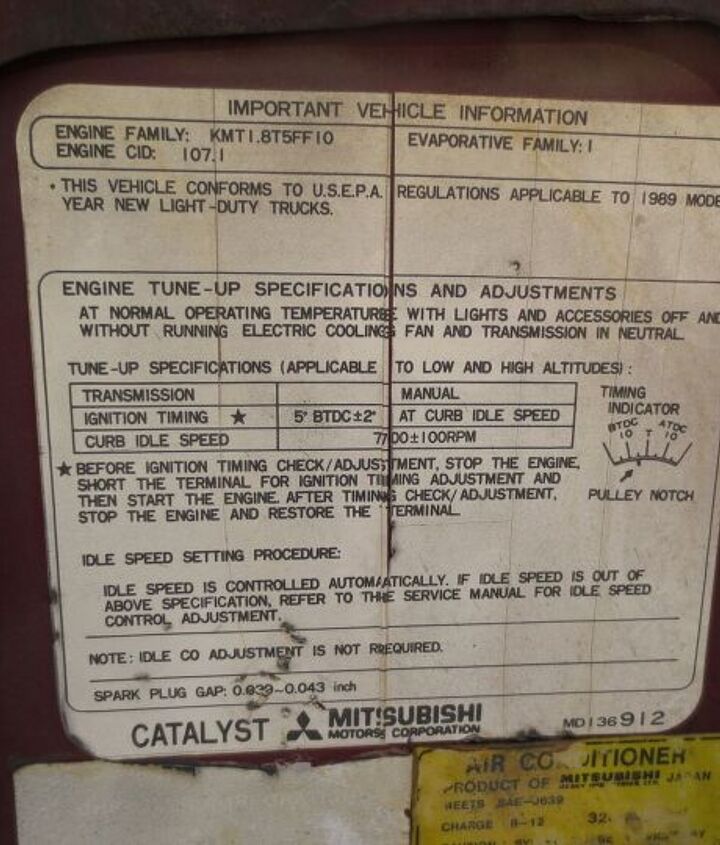 IMPORTANT VEHICLE INFORMATION
ENGINE FAMILY: KMT1.8T5FF10 EVAPORATIVE FAMILY: 1
ENGINE CID: 107.1
• THIS VEHICLE CONFORMS TO U.S.E.P.A. REGULATIONS APPLICABLE TO 1989 MODE
YEAR NEW LIGHT-DUTY TRUCKS.
ENGINE TUNE-UP SPECIFICATIONS AND ADJUSTMENTS
AT NORMAL OPERATING TEMPERATURE WITH LIGHTS AND ACCESSORIES OFF AND
WITHOUT RUNNING ELECTRIC COOLING FAN AND TRANSMISSION IN NEUTRAL.
TUNE-UP SPECIFICATIONS (APPLICABLE TO LOW AND HIGH ALTITUDES):
TRANSMISSION MANUAL
IGNITION TIMING ★ 5° BTDC±2° AT CURB IDLE SPEED
CURB IDLE SPEED 700±100RPM
TIMING
INDICATOR
BTDC ATDC
10 T 10
PULLEY NOTCH
★ BEFORE IGNITION TIMING CHECK/ADJUSTMENT, STOP THE ENGINE,
SHORT THE TERMINAL FOR IGNITION TIMING ADJUSTMENT AND
THEN START THE ENGINE. AFTER TIMING CHECK/ADJUSTMENT,
STOP THE ENGINE AND RESTORE THE TERMINAL.
IDLE SPEED SETTING PROCEDURE:
IDLE SPEED IS CONTROLLED AUTOMATICALLY. IF IDLE SPEED IS OUT OF
ABOVE SPECIFICATION, REFER TO THE SERVICE MANUAL FOR IDLE SPEED
CONTROL ADJUSTMENT.
NOTE: IDLE CO ADJUSTMENT IS NOT REQUIRED.
SPARK PLUG GAP: 0.039-0.043 inch
CATALYST MITSUBISHI
MOTORS CORPORATION
MD136912
AIR CONDITIONER
PRODUCT OF MITSUBISHI JAPAN
MEETS SAE-J639
CHARGE R-12 32.